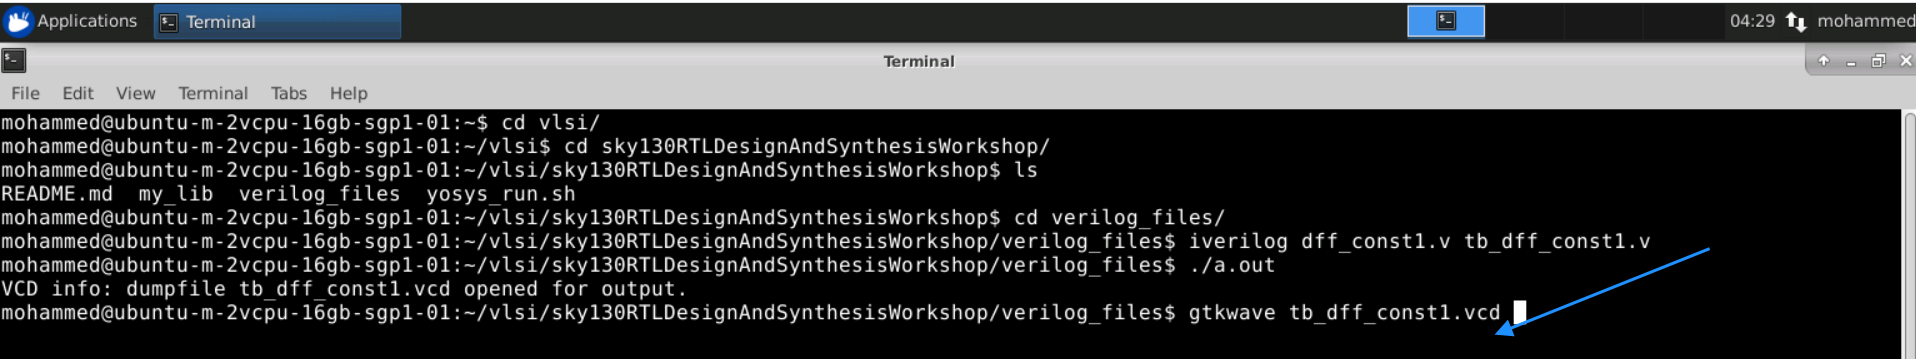 Applications Terminal 04:29 mohammed
Terminal
File Edit View Terminal Tabs Help
mohammed@ubuntu-m-2vcpu-16gb-sgp1-01:~$ cd vlsi/
mohammed@ubuntu-m-2vcpu-16gb-sgp1-01:~/vlsi$ cd sky130RTLDesignAndSynthesisWorkshop/
mohammed@ubuntu-m-2vcpu-16gb-sgp1-01:~/vlsi/sky130RTLDesignAndSynthesisWorkshop$ ls
README.md  my_lib  verilog_files  yosys_run.sh
mohammed@ubuntu-m-2vcpu-16gb-sgp1-01:~/vlsi/sky130RTLDesignAndSynthesisWorkshop$ cd verilog_files/
mohammed@ubuntu-m-2vcpu-16gb-sgp1-01:~/vlsi/sky130RTLDesignAndSynthesisWorkshop/verilog_files$ iverilog dff_const1.v tb_dff_const1.v
mohammed@ubuntu-m-2vcpu-16gb-sgp1-01:~/vlsi/sky130RTLDesignAndSynthesisWorkshop/verilog_files$ ./a.out
VCD info: dumpfile tb_dff_const1.vcd opened for output.
mohammed@ubuntu-m-2vcpu-16gb-sgp1-01:~/vlsi/sky130RTLDesignAndSynthesisWorkshop/verilog_files$ gtkwave tb_dff_const1.vcd